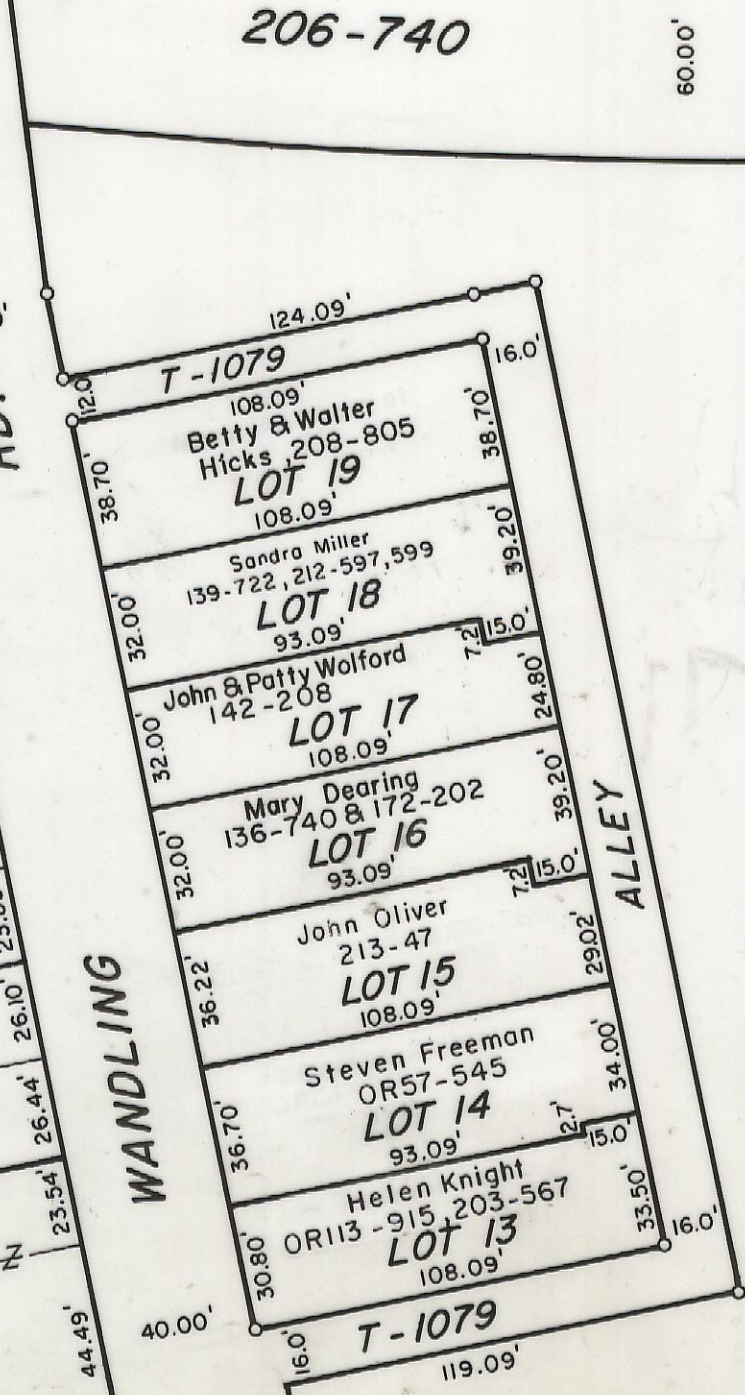 206-740
60.00'
124.09'
T-1079
16.0'
12.0
108.09'
Betty & Walter
Hicks, 208-805
LOT 19
38.70'
38.70'
108.09'
Sandra Miller
139-722, 212-597, 599
LOT 18
32.00'
39.20'
93.09'
7.2'
15.0'
John & Patty Wolford
142-208
LOT 17
32.00'
24.80'
108.09'
Mary Dearing
136-740 & 172-202
LOT 16
32.00'
39.20'
93.09'
7.2'
15.0'
ALLEY
John Oliver
213-47
LOT 15
36.22'
29.02'
108.09'
Steven Freeman
OR57-545
LOT 14
36.70'
34.00'
93.09'
2.7'
15.0'
Helen Knight
OR113-915, 203-567
LOT 13
30.80'
33.50'
108.09'
16.0'
T-1079
16.0'
119.09'
WANDLING
40.00'
26.10'
26.44'
23.54'
N
44.49'